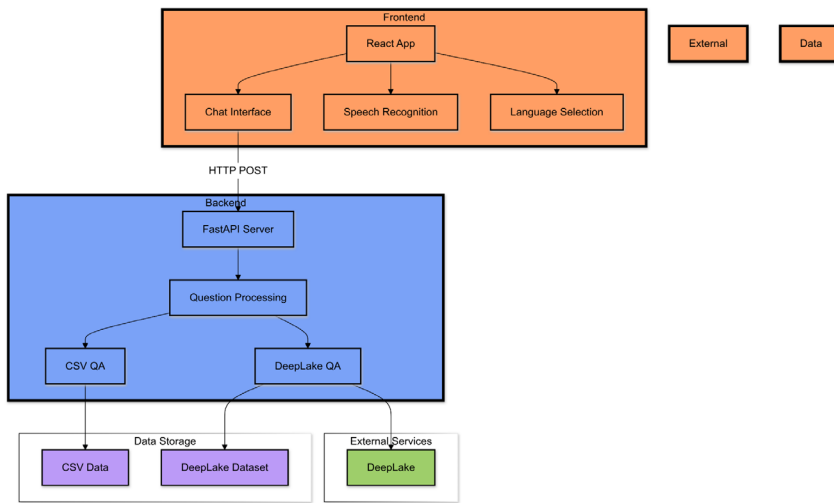 Frontend
React App
External
Data
Chat Interface
Speech Recognition
Language Selection
HTTP POST
Backend
FastAPI Server
Question Processing
CSV QA
DeepLake QA
Data Storage
External Services
CSV Data
DeepLake Dataset
DeepLake